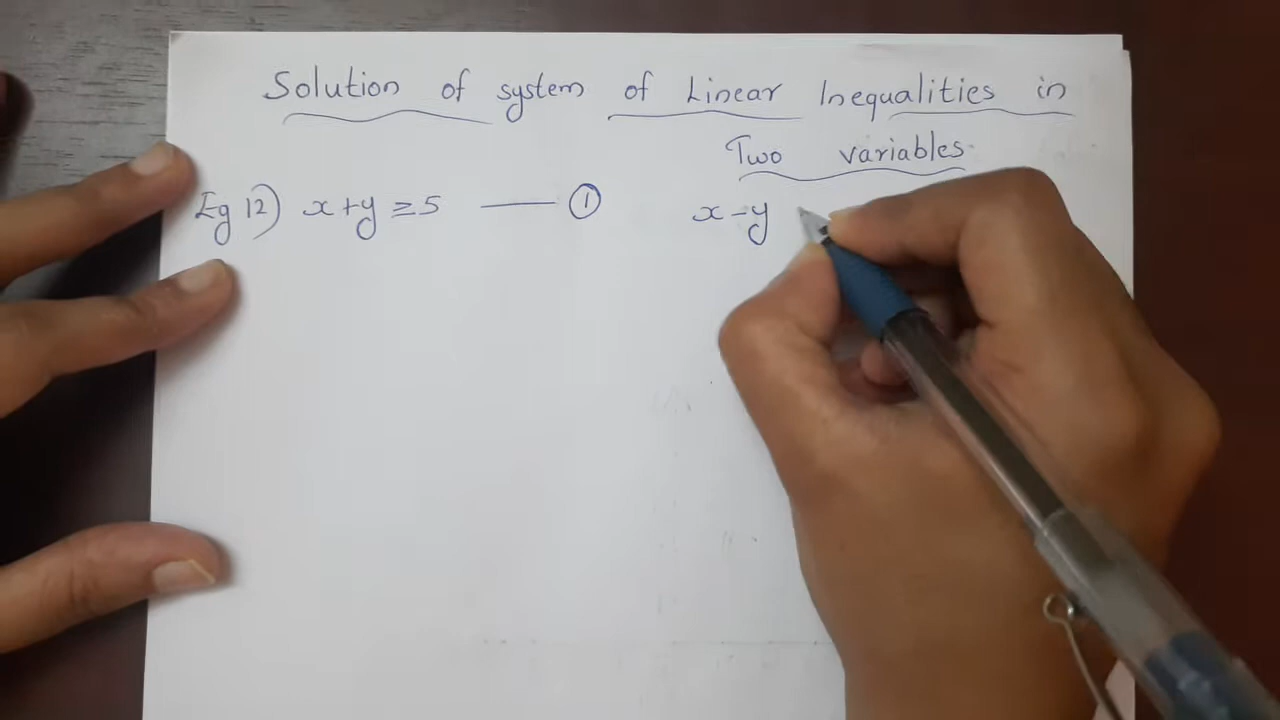 Solution of system of Linear Inequalities in
Two variables
Eg 12) x+y ≥5 —— ① x-y